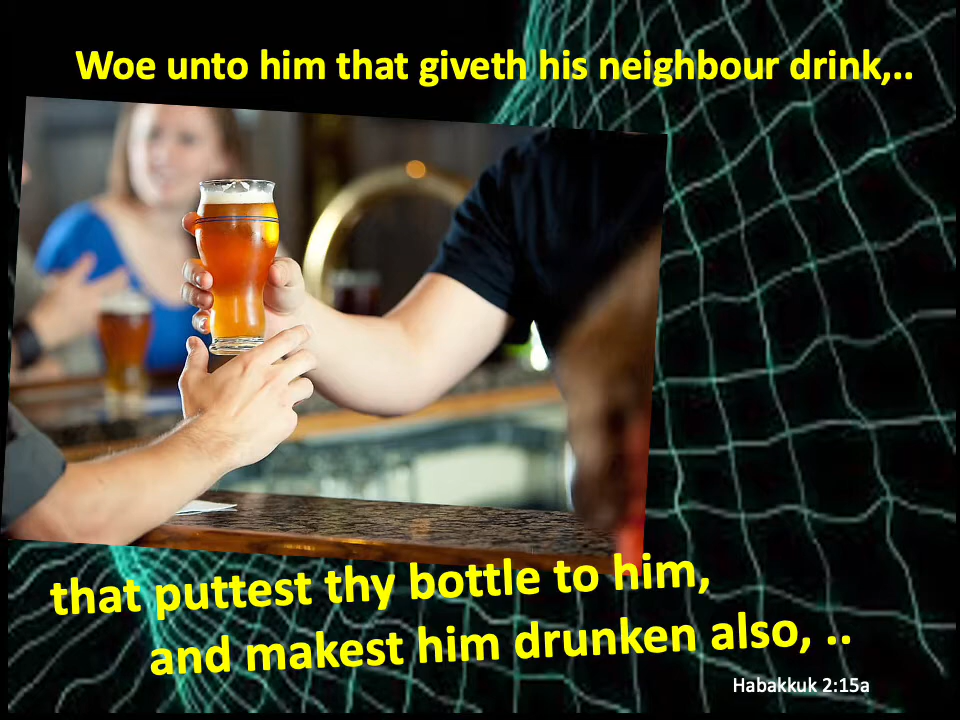 Woe unto him that giveth his neighbour drink,..
that puttest thy bottle to him,
and makest him drunken also, ..
Habakkuk 2:15a